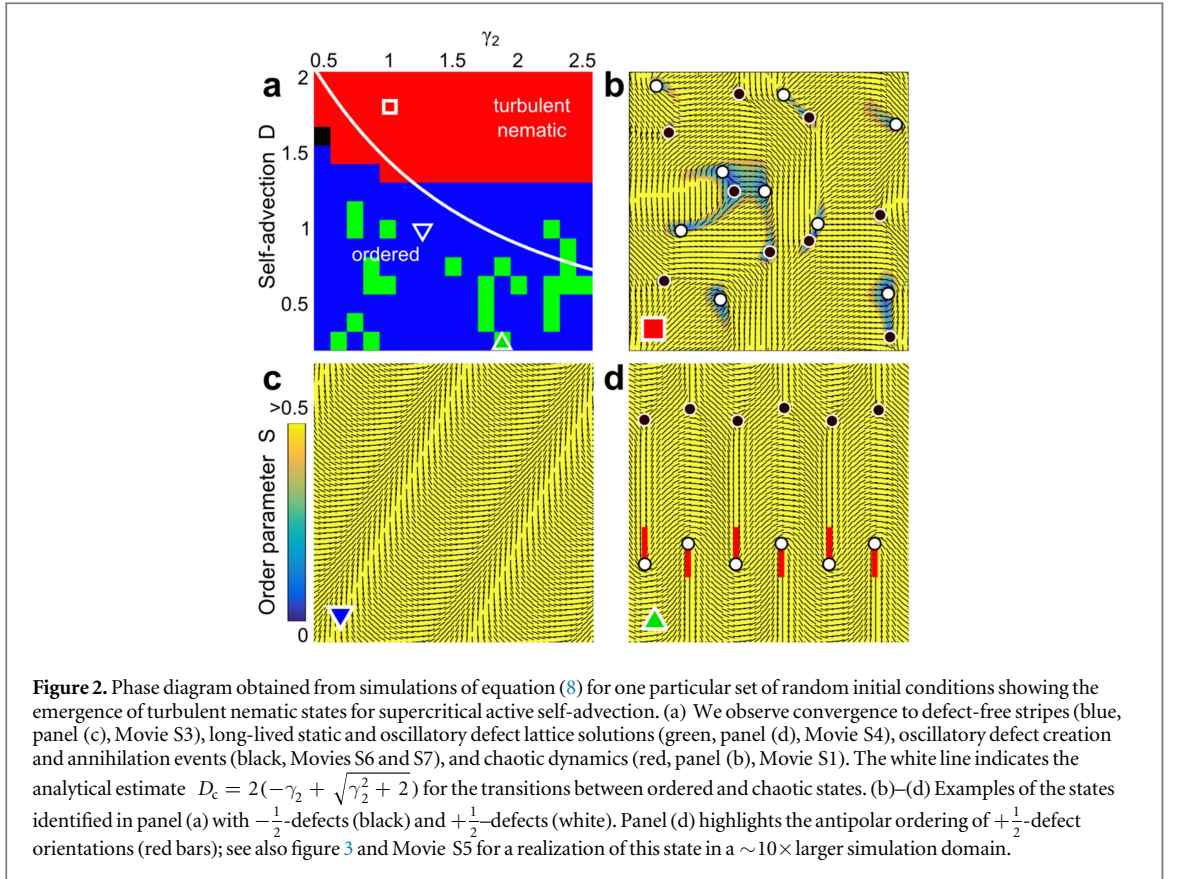 γ₂
0.5 1 1.5 2 2.5
a
2
1.5
1
0.5
Self-advection D
turbulent
nematic
ordered
b
c
>0.5
0
Order parameter S
d
Figure 2. Phase diagram obtained from simulations of equation (8) for one particular set of random initial conditions showing the
emergence of turbulent nematic states for supercritical active self-advection. (a) We observe convergence to defect-free stripes (blue,
panel (c), Movie S3), long-lived static and oscillatory defect lattice solutions (green, panel (d), Movie S4), oscillatory defect creation
and annihilation events (black, Movies S6 and S7), and chaotic dynamics (red, panel (b), Movie S1). The white line indicates the
analytical estimate D_c = 2(−γ₂ + √(γ₂² + 2)) for the transitions between ordered and chaotic states. (b)–(d) Examples of the states
identified in panel (a) with −1/2-defects (black) and +1/2–defects (white). Panel (d) highlights the antipolar ordering of +1/2-defect
orientations (red bars); see also figure 3 and Movie S5 for a realization of this state in a ∼10× larger simulation domain.